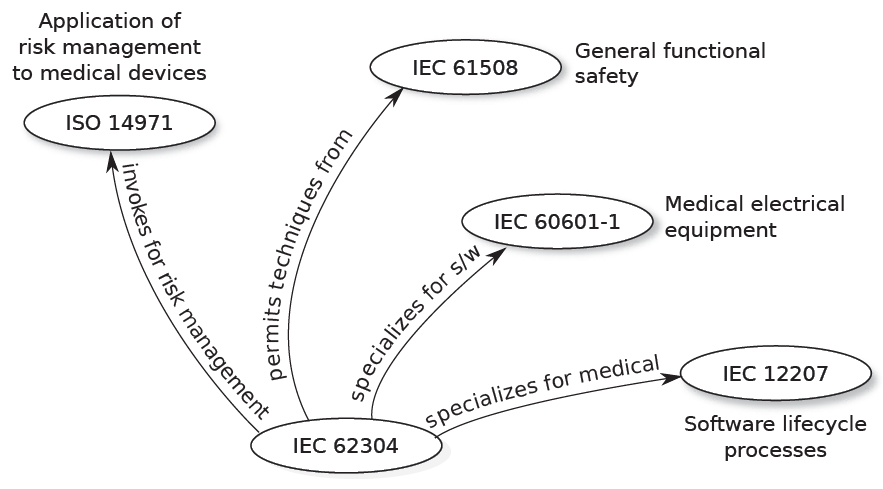 Application of
risk management
to medical devices
ISO 14971
IEC 61508
General functional
safety
IEC 60601-1
Medical electrical
equipment
IEC 12207
Software lifecycle
processes
IEC 62304
invokes for risk management
permits techniques from
specializes for s/w
specializes for medical